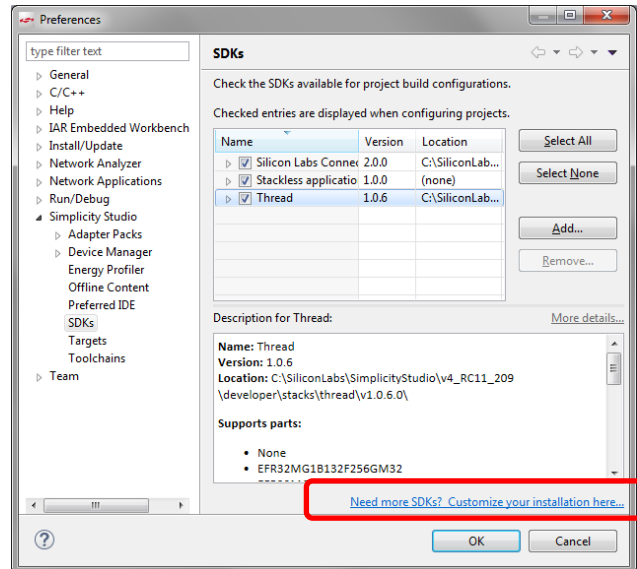 Preferences
type filter text
General
C/C++
Help
IAR Embedded Workbench
Install/Update
Network Analyzer
Network Applications
Run/Debug
Simplicity Studio
Adapter Packs
Device Manager
Energy Profiler
Offline Content
Preferred IDE
SDKs
Targets
Toolchains
Team
SDKs
Check the SDKs available for project build configurations.
Checked entries are displayed when configuring projects.
Name Version Location
Silicon Labs Connec 2.0.0 C:\SiliconLab...
Stackless applicatio 1.0.0 (none)
Thread 1.0.6 C:\SiliconLab...
Select All
Select None
Add...
Remove...
Description for Thread: More details...
Name: Thread
Version: 1.0.6
Location: C:\SiliconLabs\SimplicityStudio\v4_RC11_209
\developer\stacks\thread\v1.0.6.0\
Supports parts:
• None
• EFR32MG1B132F256GM32
Need more SDKs? Customize your installation here...
?
OK Cancel